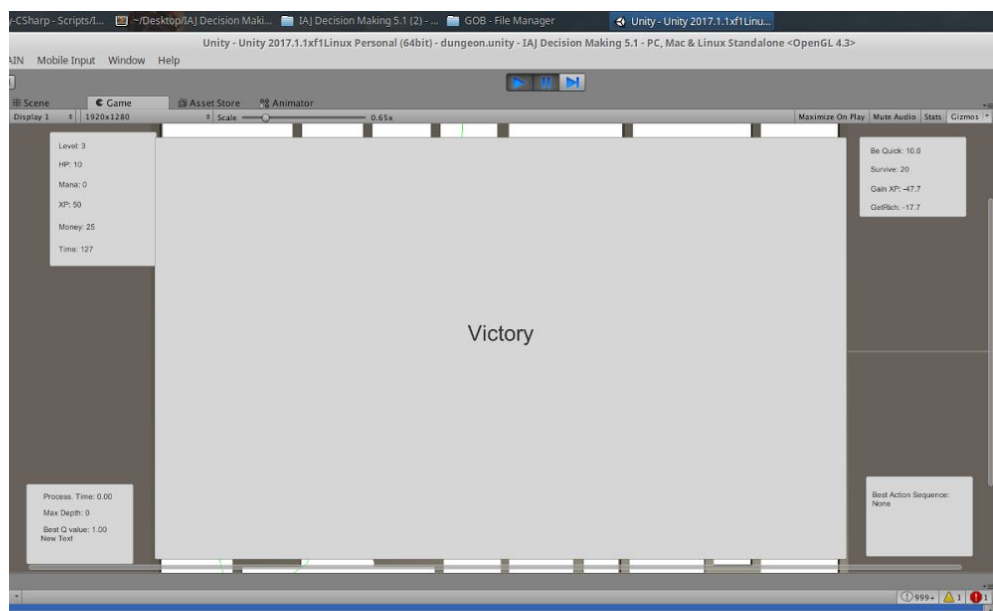 y-CSharp - Scripts/I... ~/Desktop/IAJ Decision Maki... IAJ Decision Making 5.1 (2) - ... GOB - File Manager Unity - Unity 2017.1.1xf1Linu...
Unity - Unity 2017.1.1xf1Linux Personal (64bit) - dungeon.unity - IAJ Decision Making 5.1 - PC, Mac & Linux Standalone <OpenGL 4.3>
AIN Mobile Input Window Help
Scene Game Asset Store Animator
Display 1 1920x1280 Scale 0.65x Maximize On Play Mute Audio Stats Gizmos
Level: 3
HP: 10
Mana: 0
XP: 50
Money: 25
Time: 127
Be Quick: 10.0
Survive: 20
Gain XP: -47.7
GetRich: -17.7
Victory
Process. Time: 0.00
Max Depth: 0
Best Q value: 1.00
New Text
Best Action Sequence:
None
999+ 1 1